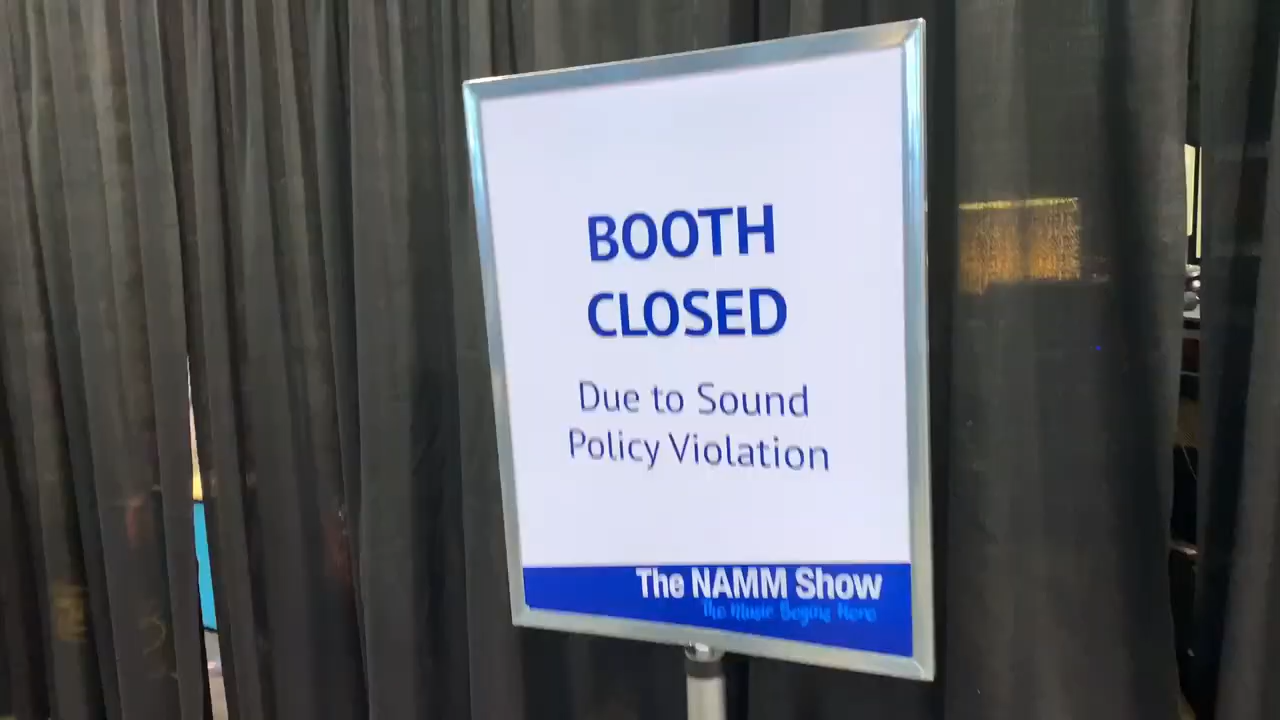 BOOTH
CLOSED
Due to Sound
Policy Violation
The NAMM Show
The Music Begins Here